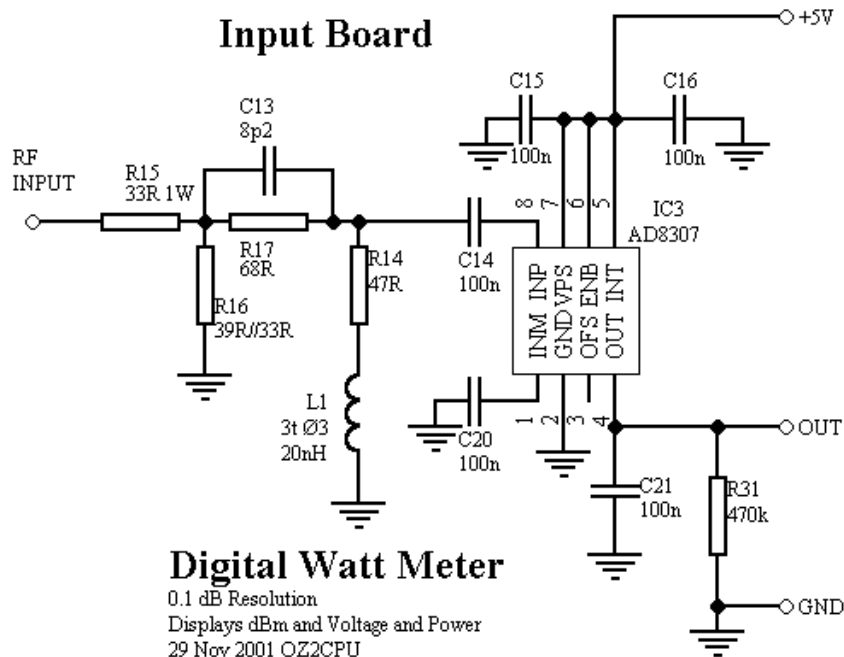 Input Board
+5V
C15
100n
C16
100n
C13
8p2
RF
INPUT
R15
33R 1W
R17
68R
R16
39R//33R
R14
47R
L1
3t Ø3
20nH
C14
100n
C20
100n
8
7
6
5
IC3
AD8307
INM INP
GND VPS
OFS ENB
OUT INT
1
2
3
4
OUT
C21
100n
R31
470k
GND
Digital Watt Meter
0.1 dB Resolution
Displays dBm and Voltage and Power
29 Nov 2001 OZ2CPU